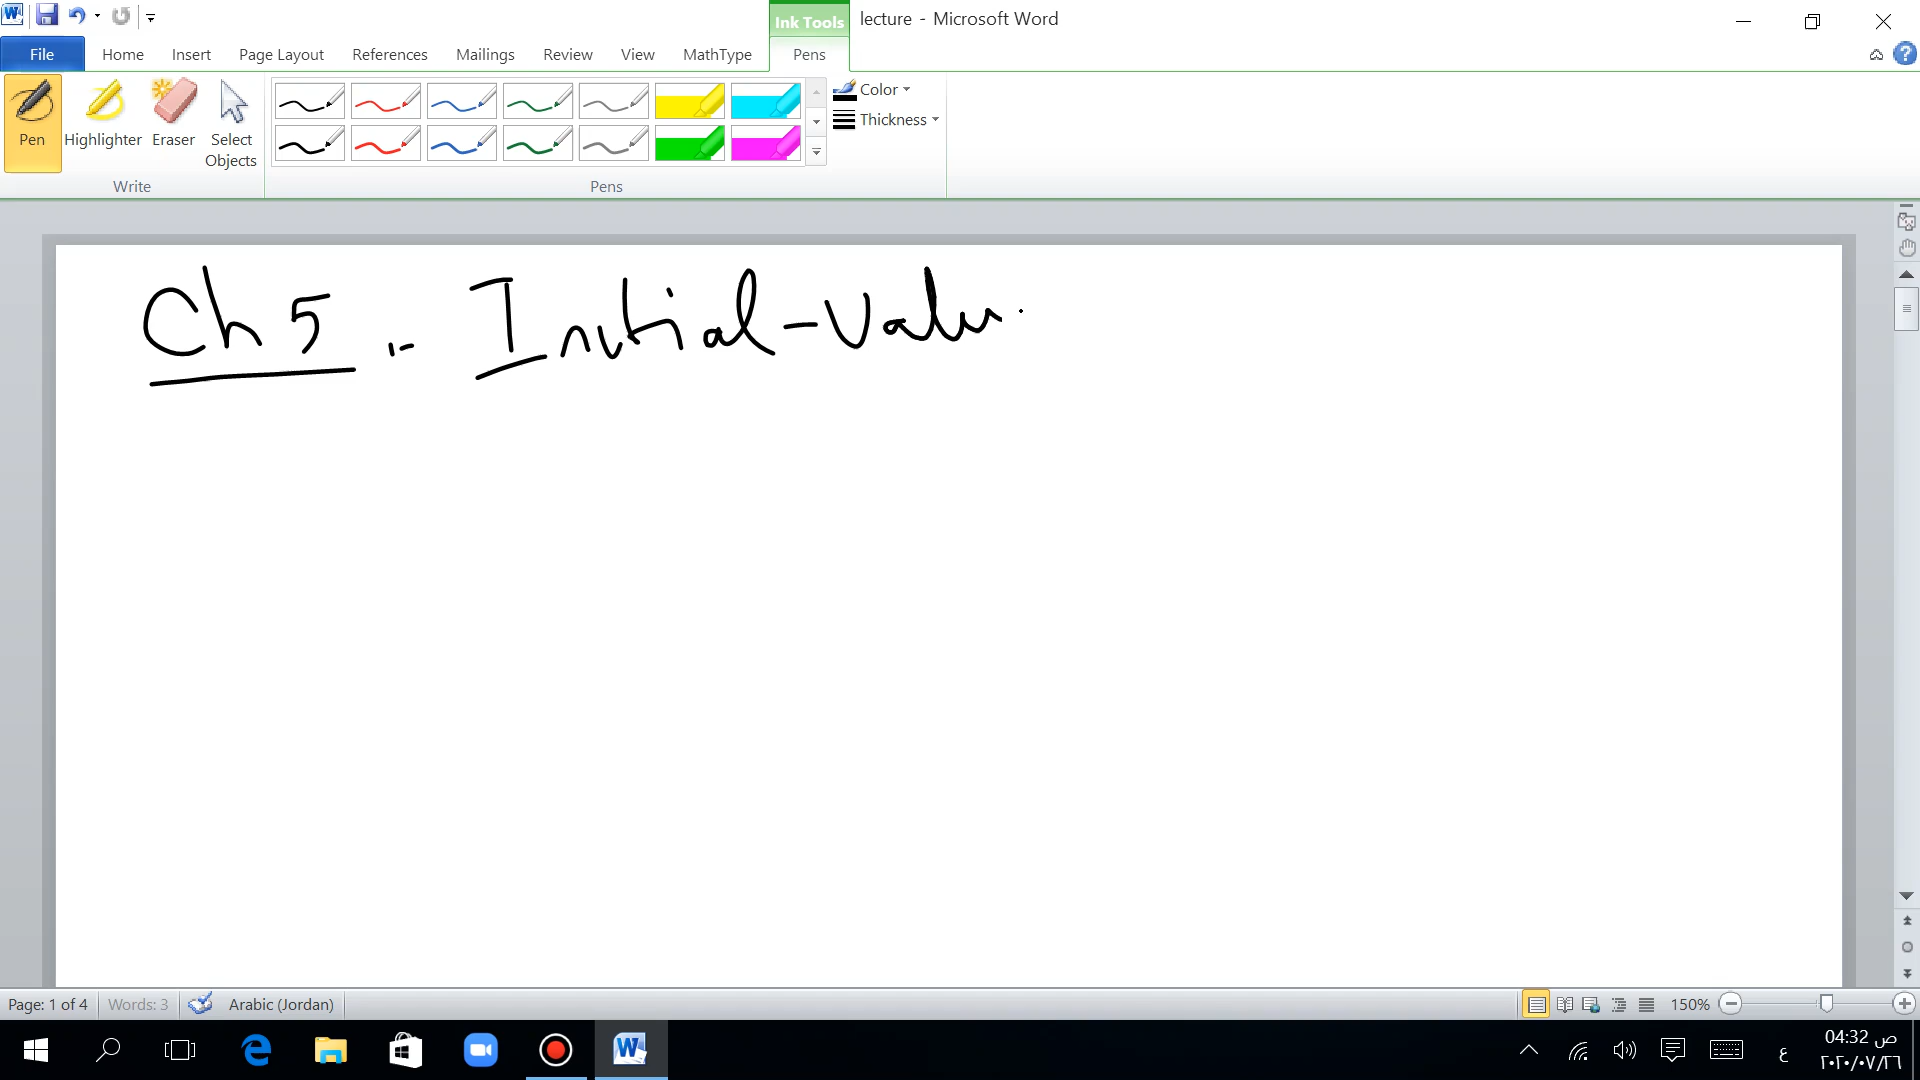 lecture - Microsoft Word
Ink Tools
File Home Insert Page Layout References Mailings Review View MathType Pens
Pen Highlighter Eraser Select Objects
Color
Thickness
Write Pens
Ch 5 :- Initial-Valu
Page: 1 of 4 Words: 3 Arabic (Jordan) 150%
04:32 ص
٢٠٢٠/٠٧/٢٦
ع